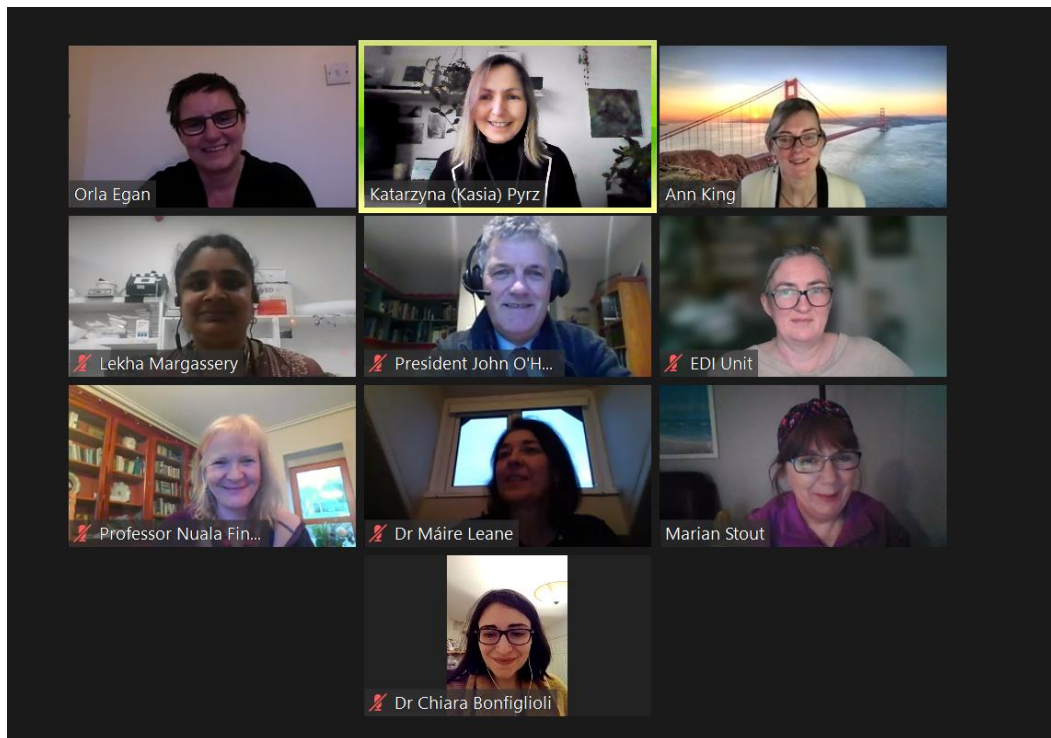 Orla Egan
Katarzyna (Kasia) Pyrz
Ann King
Lekha Margassery
President John O'H...
EDI Unit
Professor Nuala Fin...
Dr Máire Leane
Marian Stout
Dr Chiara Bonfiglioli